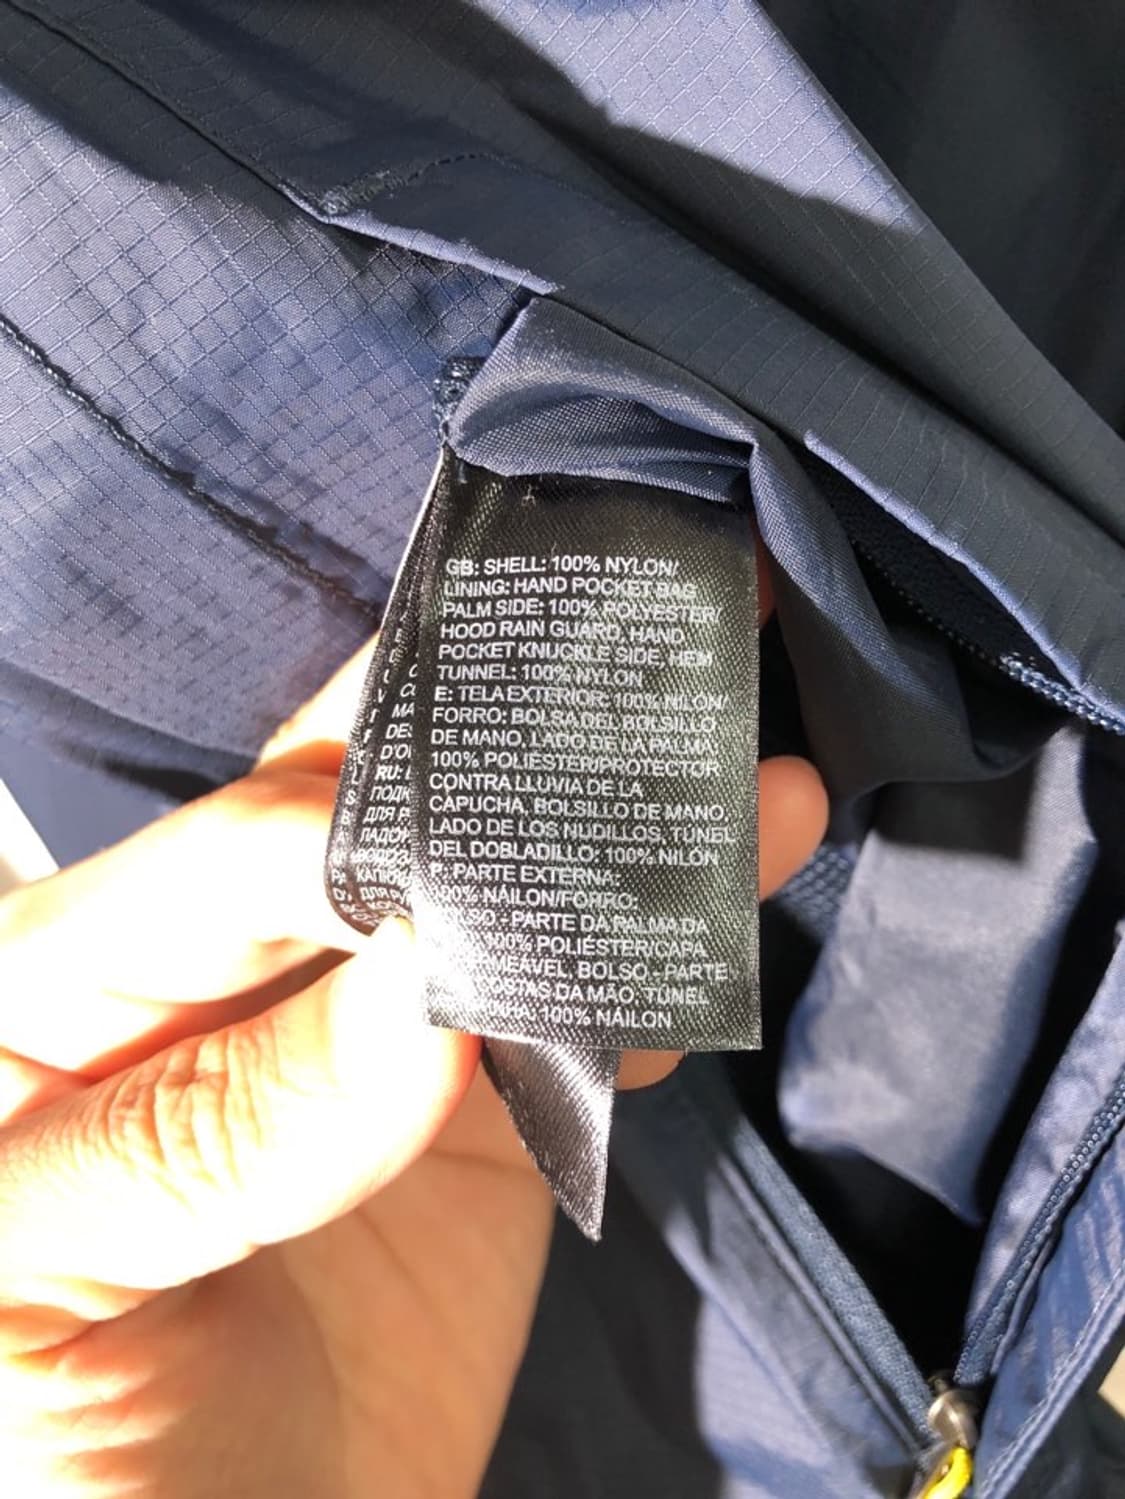 GB: SHELL: 100% NYLON/
LINING: HAND POCKET BAG
PALM SIDE: 100% POLYESTER/
HOOD RAIN GUARD, HAND
POCKET KNUCKLE SIDE, HEM
TUNNEL: 100% NYLON
E: TELA EXTERIOR: 100% NILÓN/
FORRO: BOLSA DEL BOLSILLO
DE MANO, LADO DE LA PALMA:
100% POLIÉSTER/PROTECTOR
CONTRA LLUVIA DE LA
CAPUCHA, BOLSILLO DE MANO,
LADO DE LOS NUDILLOS, TÚNEL
DEL DOBLADILLO: 100% NILÓN
P: PARTE EXTERNA:
100% NÁILON/FORRO:
- PARTE DA PALMA DA
100% POLIÉSTER/CAPA
BOLSO - PARTE
DA MÃO, TÚNEL
100% NÁILON
RU:
ДЛЯ